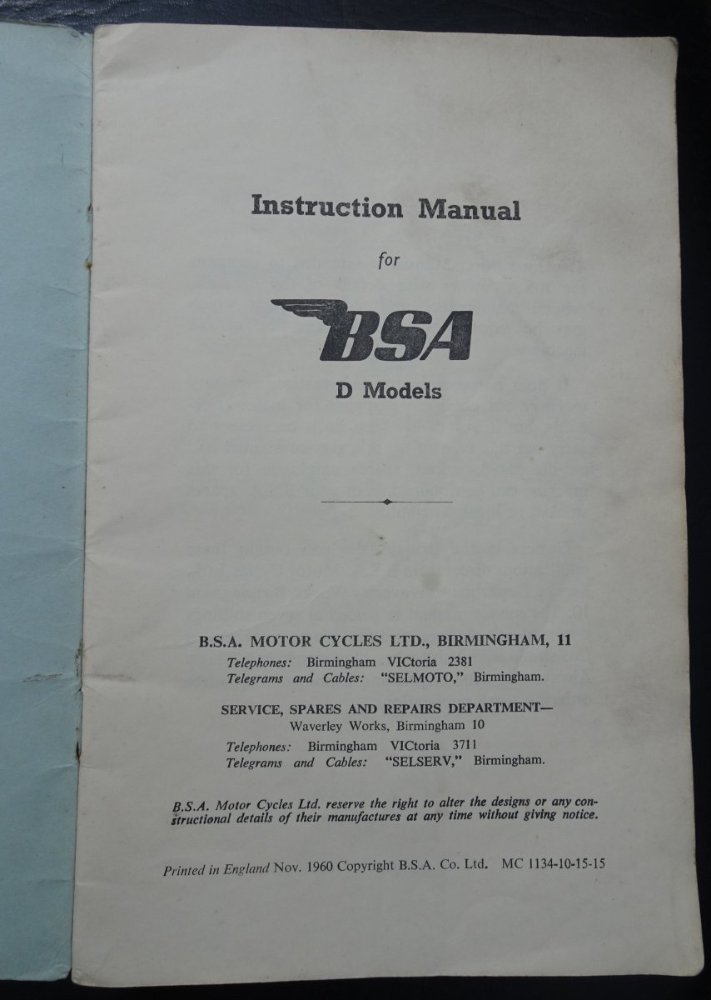 Instruction Manual
for
BSA
D Models
B.S.A. MOTOR CYCLES LTD., BIRMINGHAM, 11
Telephones: Birmingham VICtoria 2381
Telegrams and Cables: "SELMOTO," Birmingham.
SERVICE, SPARES AND REPAIRS DEPARTMENT—
Waverley Works, Birmingham 10
Telephones: Birmingham VICtoria 3711
Telegrams and Cables: "SELSERV," Birmingham.
B.S.A. Motor Cycles Ltd. reserve the right to alter the designs or any con-
structional details of their manufactures at any time without giving notice.
Printed in England Nov. 1960 Copyright B.S.A. Co. Ltd. MC 1134-10-15-15